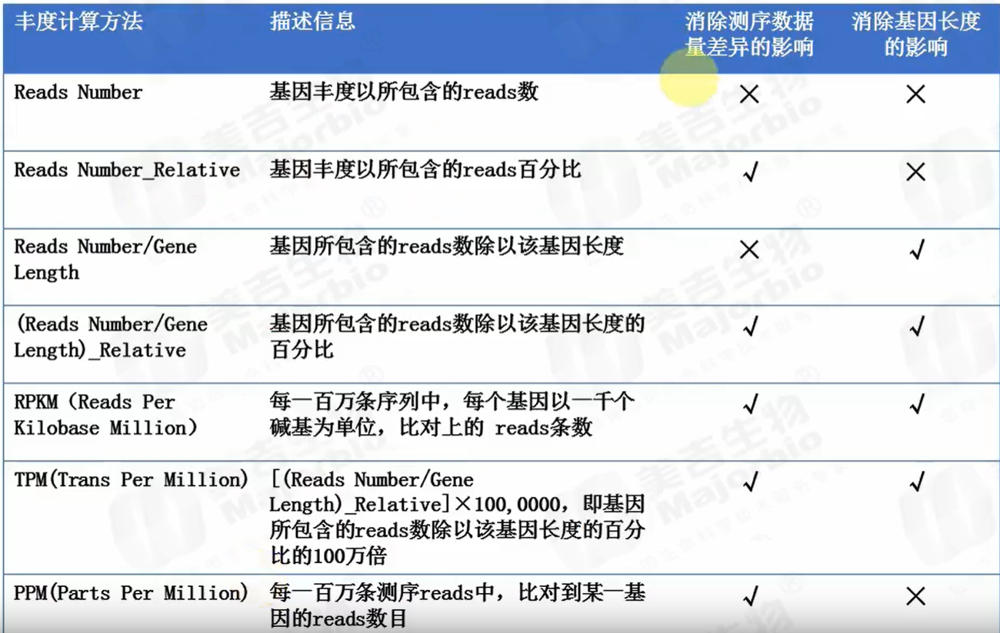 丰度计算方法
描述信息
消除测序数据
量差异的影响
消除基因长度
的影响
Reads Number
基因丰度以所包含的reads数
×
×
Reads Number_Relative
基因丰度以所包含的reads百分比
√
×
Reads Number/Gene
Length
基因所包含的reads数除以该基因长度
×
√
(Reads Number/Gene
Length)_Relative
基因所包含的reads数除以该基因长度的
百分比
√
√
RPKM（Reads Per
Kilobase Million）
每一百万条序列中，每个基因以一千个
碱基为单位，比对上的 reads条数
√
√
TPM(Trans Per Million)
[(Reads Number/Gene
Length)_Relative]×100,0000，即基因
所包含的reads数除以该基因长度的百分
比的100万倍
√
√
PPM(Parts Per Million)
每一百万条测序reads中，比对到某一基
因的reads数目
√
×
美吉生物
Majorbio